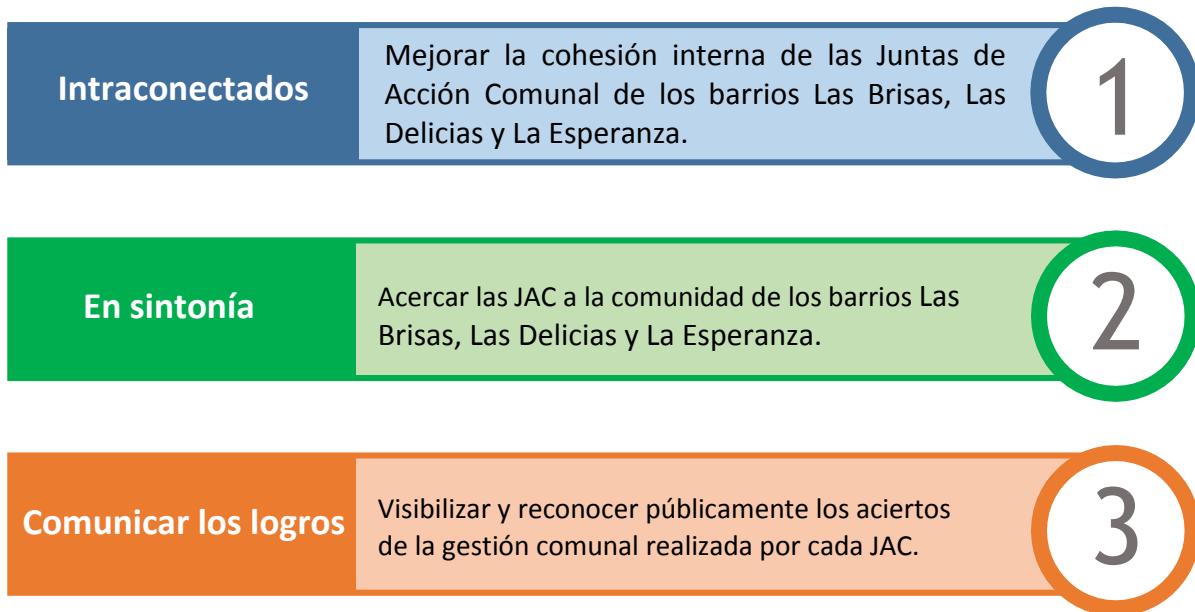 Intraconectados
Mejorar la cohesión interna de las Juntas de
Acción Comunal de los barrios Las Brisas, Las
Delicias y La Esperanza.
1
En sintonía
Acercar las JAC a la comunidad de los barrios Las
Brisas, Las Delicias y La Esperanza.
2
Comunicar los logros
Visibilizar y reconocer públicamente los aciertos
de la gestión comunal realizada por cada JAC.
3